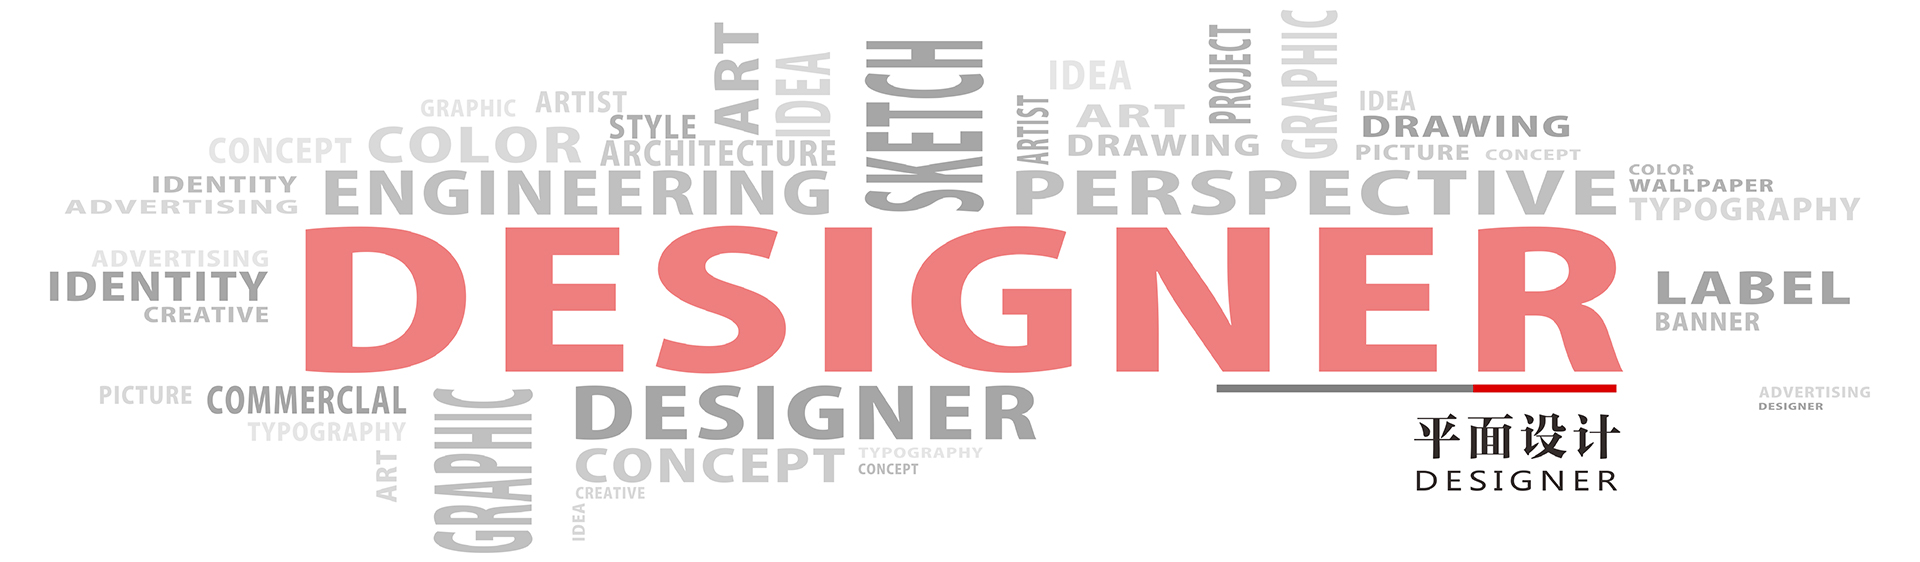 GRAPHIC
ARTIST
ART
IDEA
SKETCH
IDEA
PROJECT
GRAPHIC
IDEA
CONCEPT
COLOR
STYLE
ARCHITECTURE
ARTIST
ART
DRAWING
DRAWING
PICTURE
CONCEPT
IDENTITY
ADVERTISING
ENGINEERING
PERSPECTIVE
COLOR
WALLPAPER
TYPOGRAPHY
ADVERTISING
IDENTITY
CREATIVE
DESIGNER
LABEL
BANNER
PICTURE
COMMERCLAL
TYPOGRAPHY
ART
GRAPHIC
DESIGNER
CONCEPT
TYPOGRAPHY
CONCEPT
CREATIVE
IDEA
平面设计
DESIGNER
ADVERTISING
DESIGNER